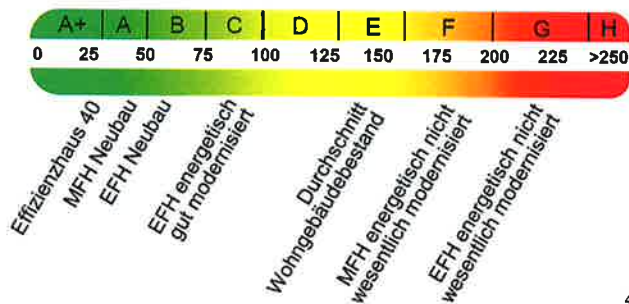 A+ A B C D E F G H
0 25 50 75 100 125 150 175 200 225 >250
Effizienzhaus 40
MFH Neubau
EFH Neubau
EFH energetisch
gut modernisiert
Durchschnitt
Wohngebäudebestand
MFH energetisch nicht
wesentlich modernisiert
EFH energetisch nicht
wesentlich modernisiert